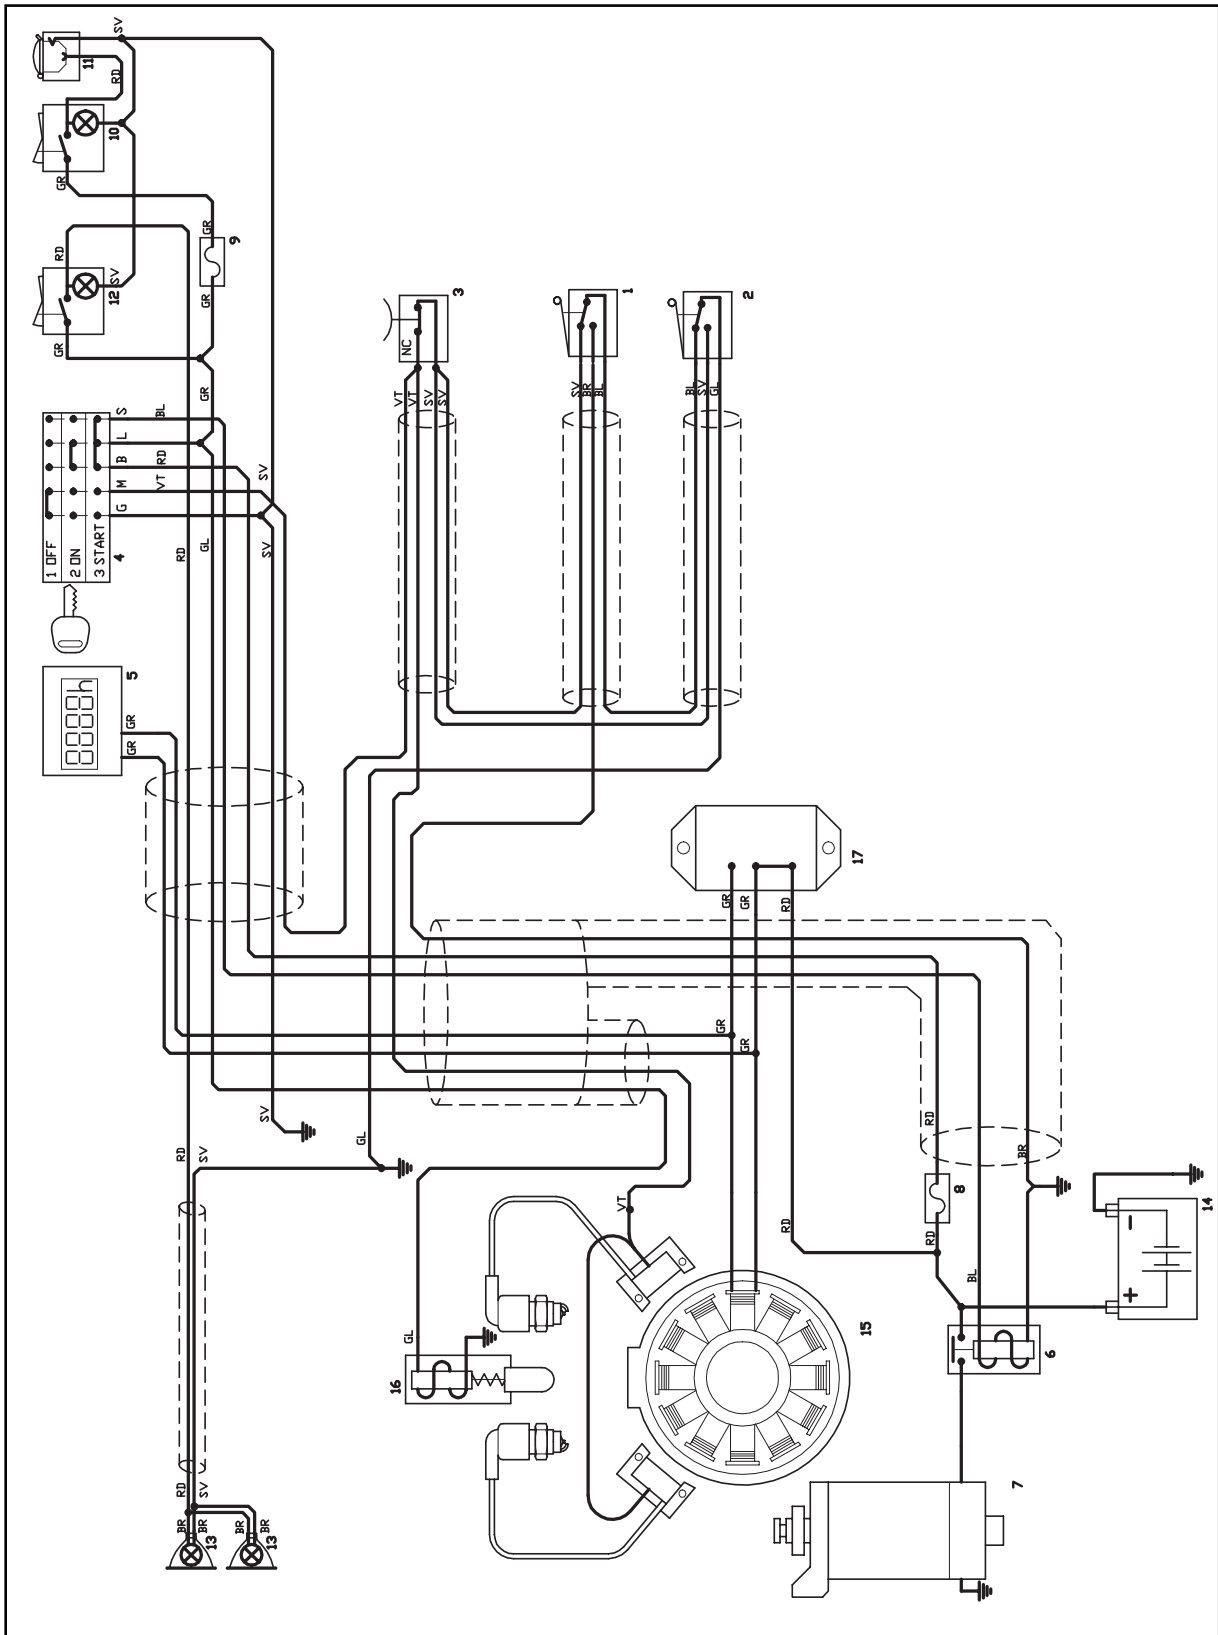 SV
11
RD
10
GR
GR
9
RD
SV
12
GR
GR
GR
3
NC
1
2
VT
VT
SV
SV
SV
BR
BL
BL
SV
GL
S
BL
L
B
RD
M
VT
G
SV
SV
1 OFF
2 ON
3 START
4
RD
GL
5
8888h
GR
GR
17
GR
GR
RD
GR
GR
SV
GL
RD
SV
RD
BR
8
RD
RD
BL
14
-
+
VT
GL
16
15
6
7
RD
SV
BR
BR
13
BR
BR
13